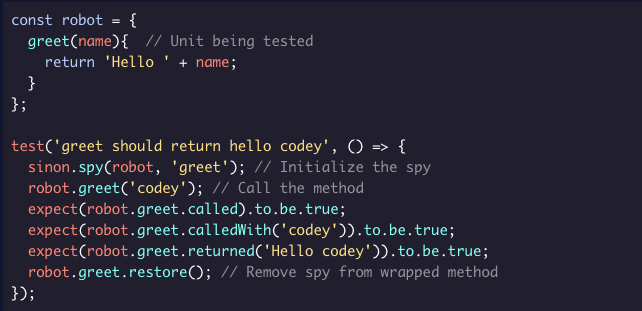 const robot = {
  greet(name){  // Unit being tested
    return 'Hello ' + name;
  }
};

test('greet should return hello codey', () => {
  sinon.spy(robot, 'greet'); // Initialize the spy
  robot.greet('codey'); // Call the method
  expect(robot.greet.called).to.be.true;
  expect(robot.greet.calledWith('codey')).to.be.true;
  expect(robot.greet.returned('Hello codey')).to.be.true;
  robot.greet.restore(); // Remove spy from wrapped method
});